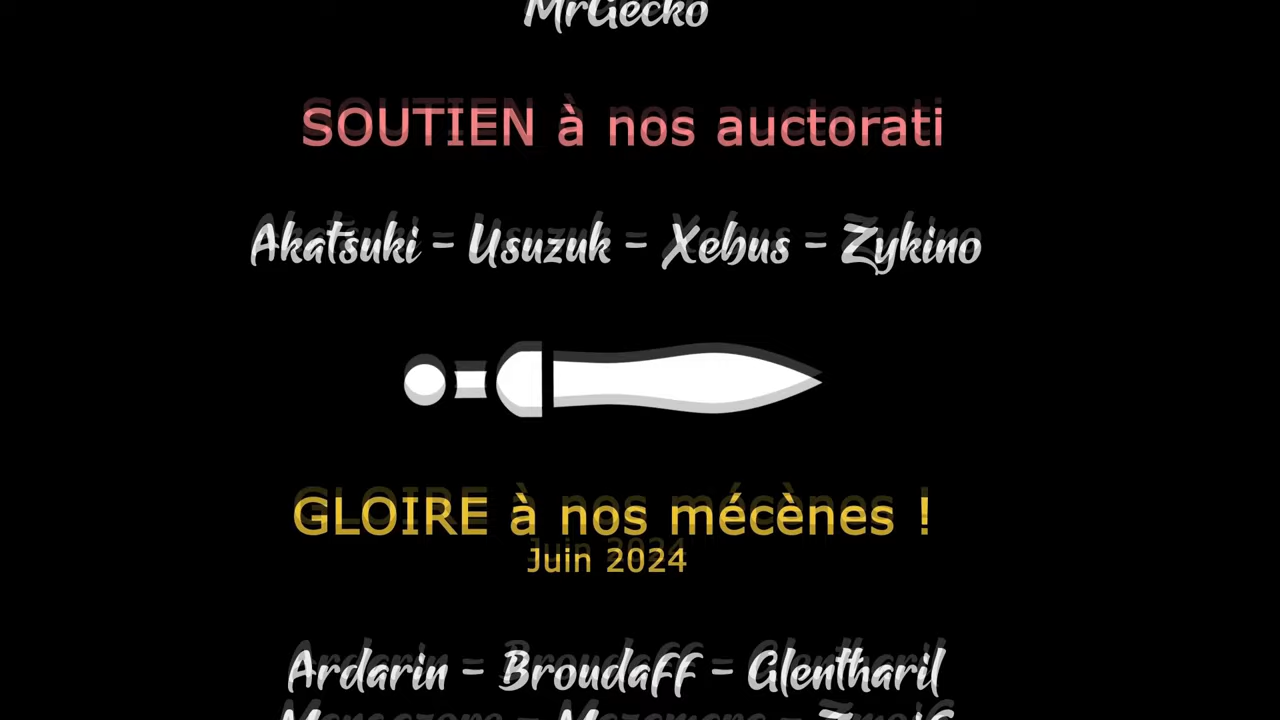 MrGecko
SOUTIEN à nos auctorati
Akatsuki = Usuzuk = Xebus = Zykino
GLOIRE à nos mécènes !
Juin 2024
Ardarin = Broudaff = Glentharil